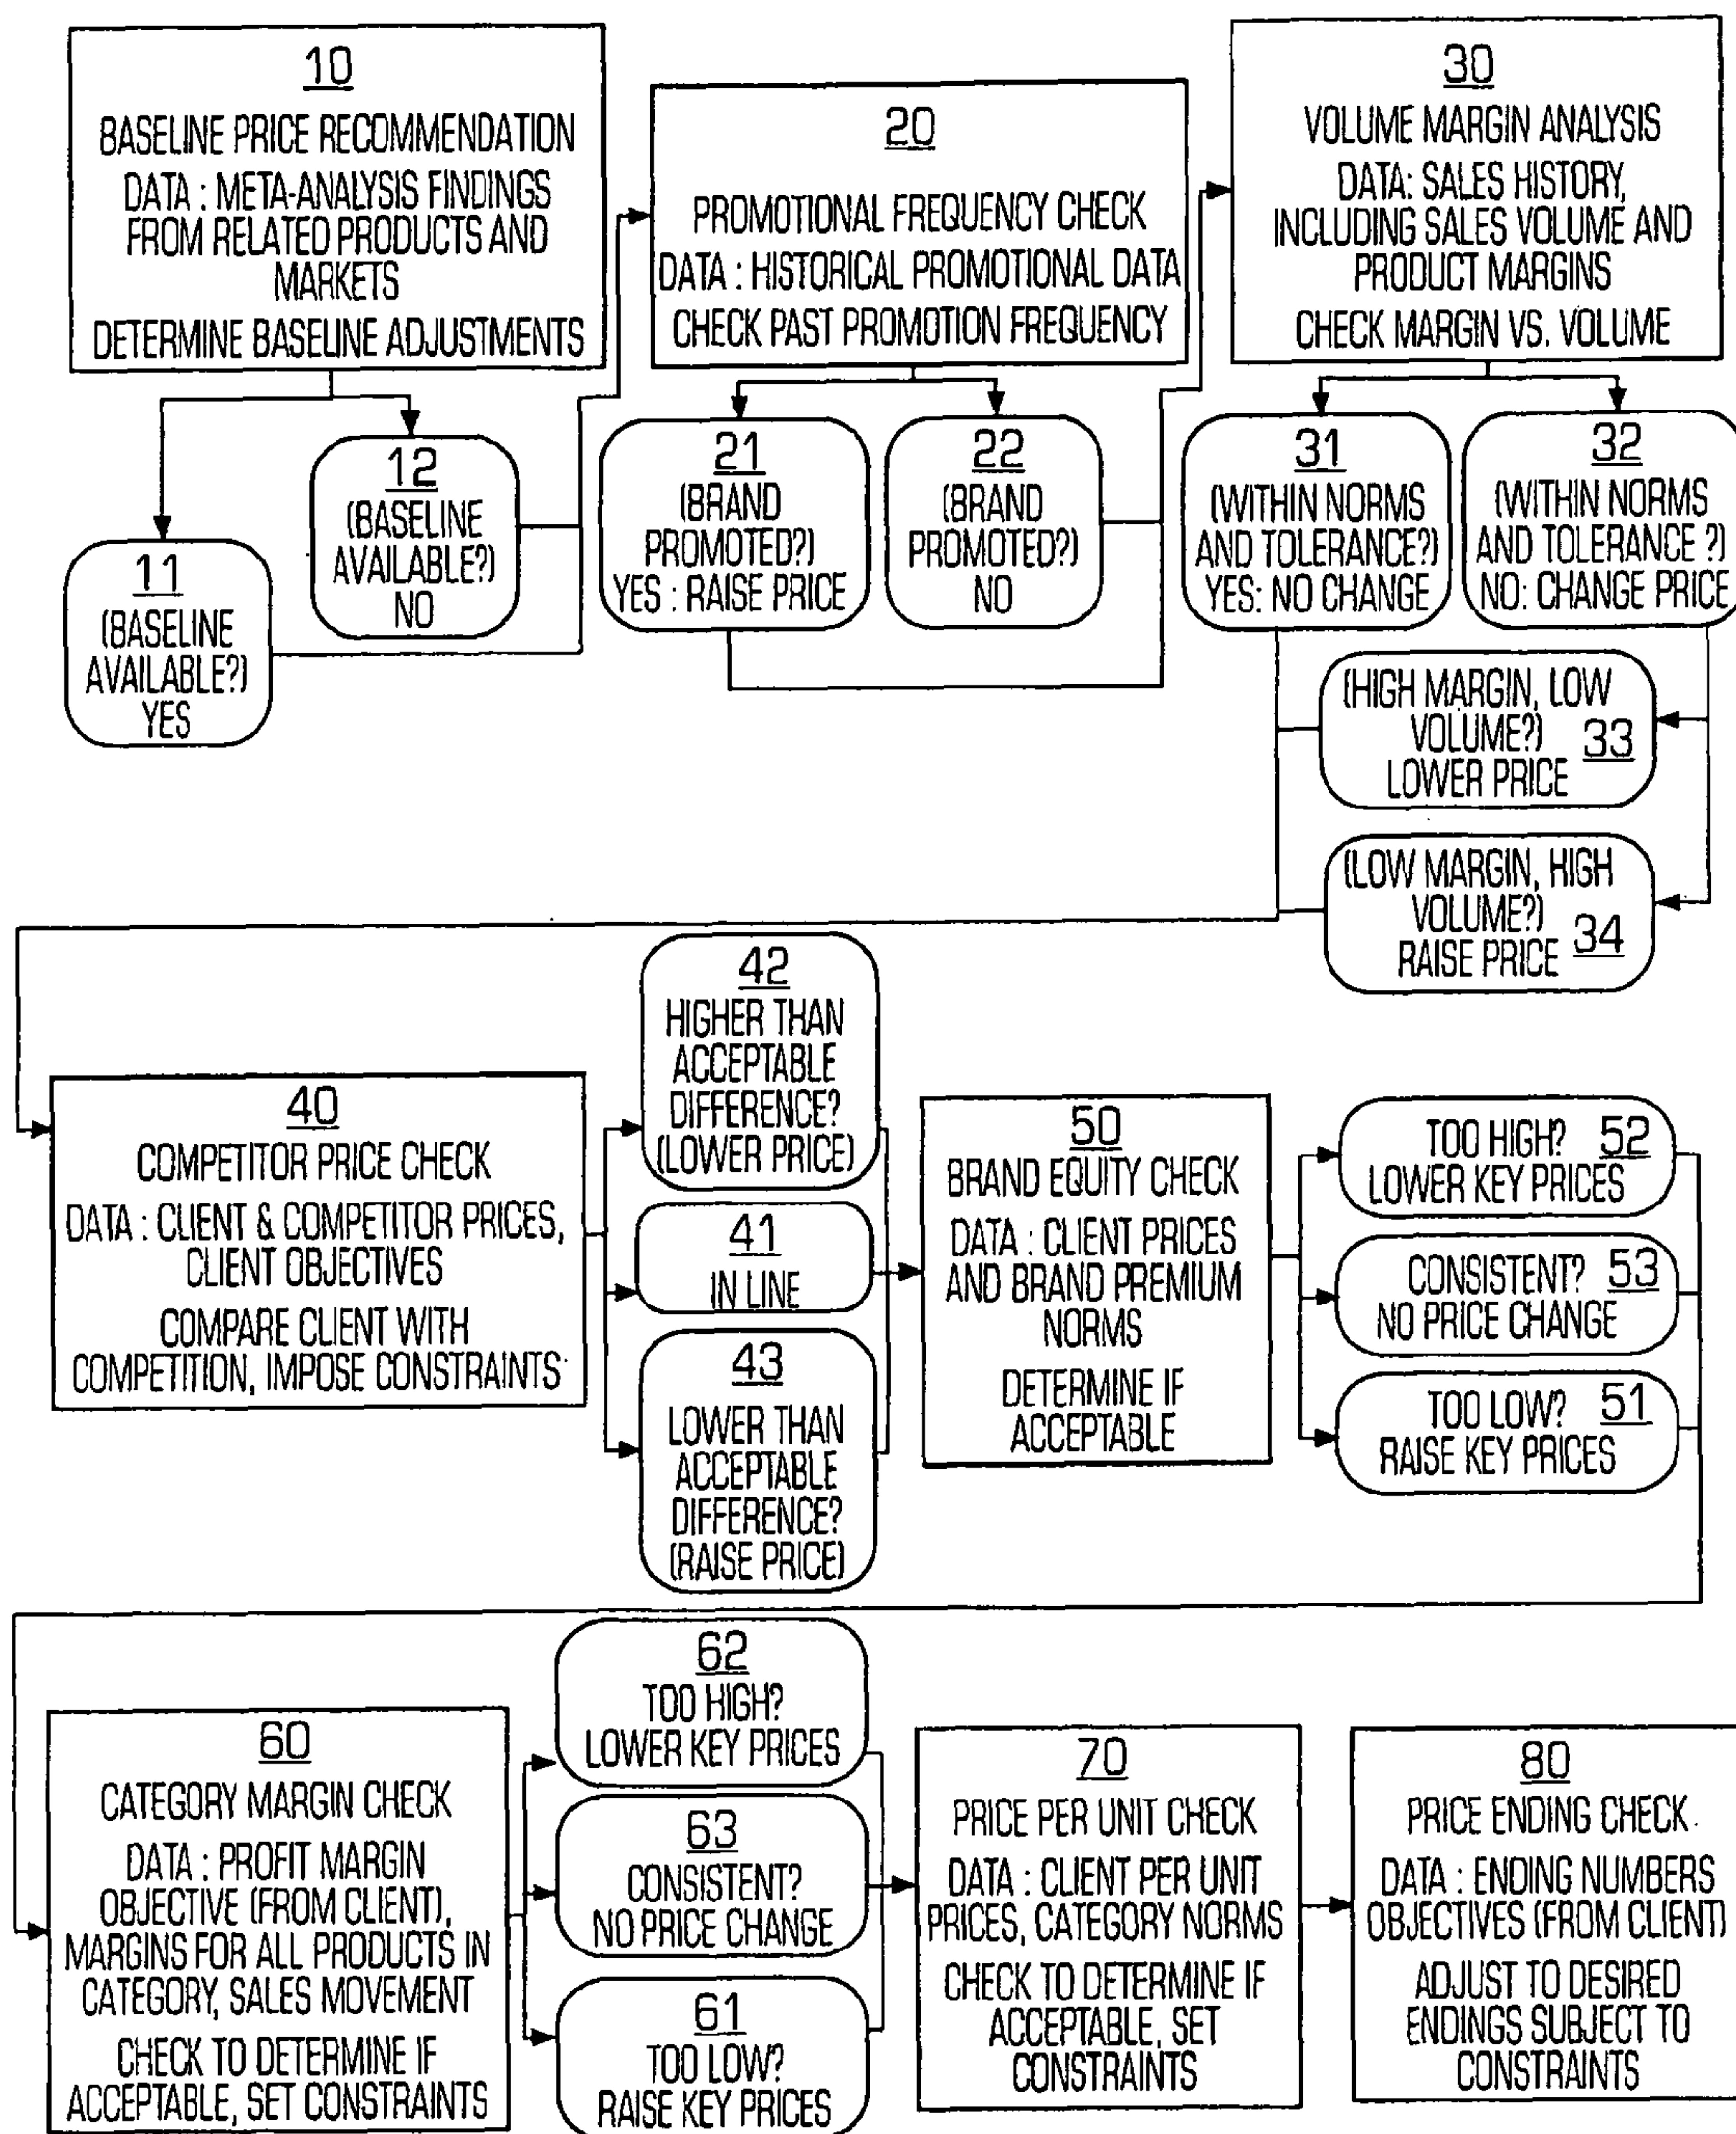 10
BASELINE PRICE RECOMMENDATION
DATA : META-ANALYSIS FINDINGS
FROM RELATED PRODUCTS AND
MARKETS
DETERMINE BASELINE ADJUSTMENTS
11
(BASELINE
AVAILABLE?)
YES
12
(BASELINE
AVAILABLE?)
NO
20
PROMOTIONAL FREQUENCY CHECK
DATA : HISTORICAL PROMOTIONAL DATA
CHECK PAST PROMOTION FREQUENCY
21
(BRAND
PROMOTED?)
YES : RAISE PRICE
22
(BRAND
PROMOTED?)
NO
30
VOLUME MARGIN ANALYSIS
DATA: SALES HISTORY,
INCLUDING SALES VOLUME AND
PRODUCT MARGINS
CHECK MARGIN VS. VOLUME
31
(WITHIN NORMS
AND TOLERANCE?)
YES: NO CHANGE
32
(WITHIN NORMS
AND TOLERANCE ?)
NO: CHANGE PRICE
(HIGH MARGIN, LOW
VOLUME?) 33
LOWER PRICE
(LOW MARGIN, HIGH
VOLUME?) 34
RAISE PRICE
40
COMPETITOR PRICE CHECK
DATA : CLIENT & COMPETITOR PRICES,
CLIENT OBJECTIVES
COMPARE CLIENT WITH
COMPETITION, IMPOSE CONSTRAINTS
42
HIGHER THAN
ACCEPTABLE
DIFFERENCE?
(LOWER PRICE)
41
IN LINE
43
LOWER THAN
ACCEPTABLE
DIFFERENCE?
(RAISE PRICE)
50
BRAND EQUITY CHECK
DATA : CLIENT PRICES
AND BRAND PREMIUM
NORMS
DETERMINE IF
ACCEPTABLE
TOO HIGH? 52
LOWER KEY PRICES
CONSISTENT? 53
NO PRICE CHANGE
TOO LOW? 51
RAISE KEY PRICES
60
CATEGORY MARGIN CHECK
DATA : PROFIT MARGIN
OBJECTIVE (FROM CLIENT),
MARGINS FOR ALL PRODUCTS IN
CATEGORY, SALES MOVEMENT
CHECK TO DETERMINE IF
ACCEPTABLE, SET CONSTRAINTS
62
TOO HIGH?
LOWER KEY PRICES
63
CONSISTENT?
NO PRICE CHANGE
61
TOO LOW?
RAISE KEY PRICES
70
PRICE PER UNIT CHECK
DATA : CLIENT PER UNIT
PRICES, CATEGORY NORMS
CHECK TO DETERMINE IF
ACCEPTABLE, SET
CONSTRAINTS
80
PRICE ENDING CHECK
DATA : ENDING NUMBERS
OBJECTIVES (FROM CLIENT)
ADJUST TO DESIRED
ENDINGS SUBJECT TO
CONSTRAINTS